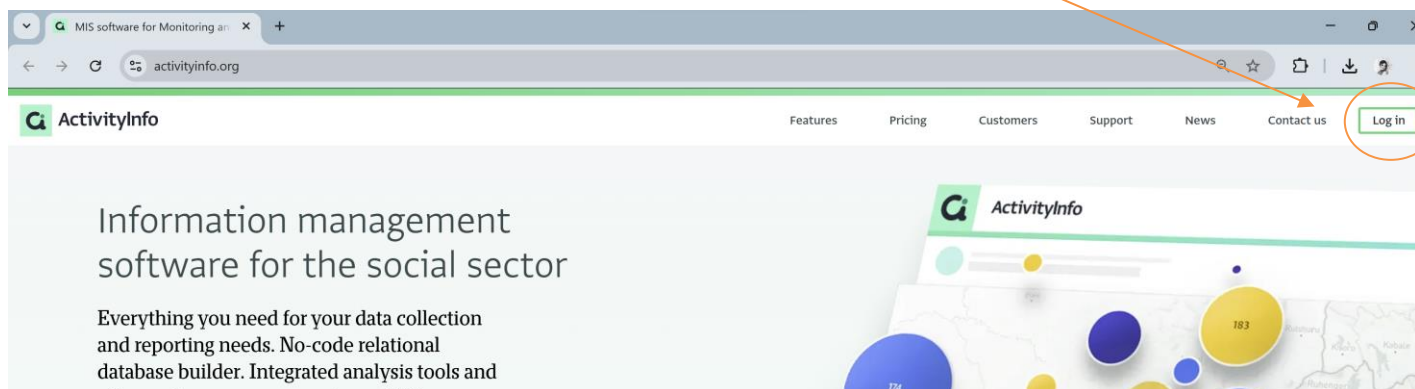 MIS software for Monitoring an
activityinfo.org
ActivityInfo
Features Pricing Customers Support News Contact us Log in
Information management
software for the social sector
Everything you need for your data collection
and reporting needs. No-code relational
database builder. Integrated analysis tools and
ActivityInfo
183
174